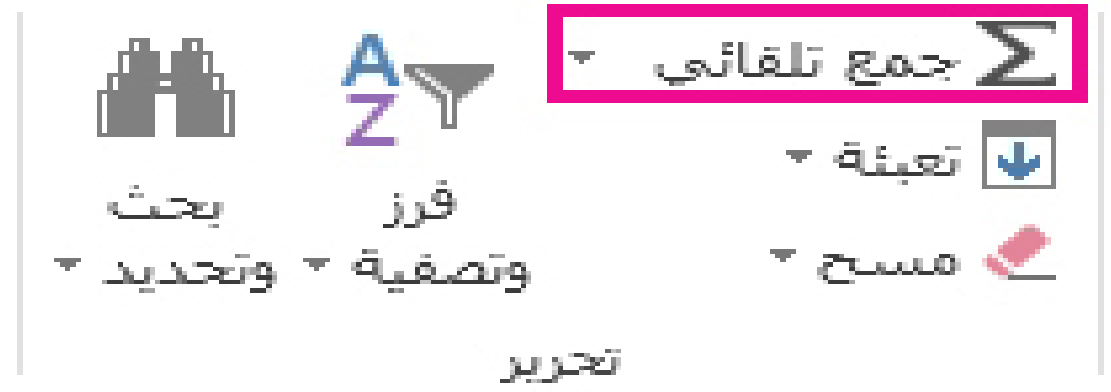 جمع تلقائي
تعبئة
مسح
فرز
وتصفية
بحث
وتحديد
تحرير